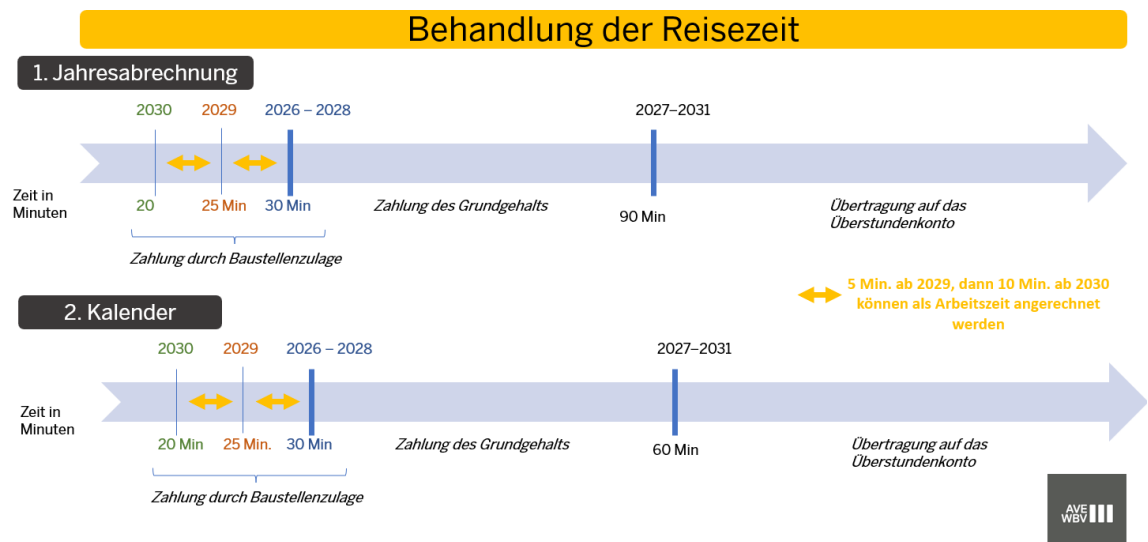 Behandlung der Reisezeit
1. Jahresabrechnung
2030
2029
2026 – 2028
2027–2031
Zeit in
Minuten
20
25 Min
30 Min
Zahlung des Grundgehalts
90 Min
Übertragung auf das
Überstundenkonto
Zahlung durch Baustellenzulage
5 Min. ab 2029, dann 10 Min. ab 2030
können als Arbeitszeit angerechnet
werden
2. Kalender
2030
2029
2026 – 2028
2027–2031
Zeit in
Minuten
20 Min
25 Min.
30 Min
Zahlung des Grundgehalts
60 Min
Übertragung auf das
Überstundenkonto
Zahlung durch Baustellenzulage
AVE
WBV